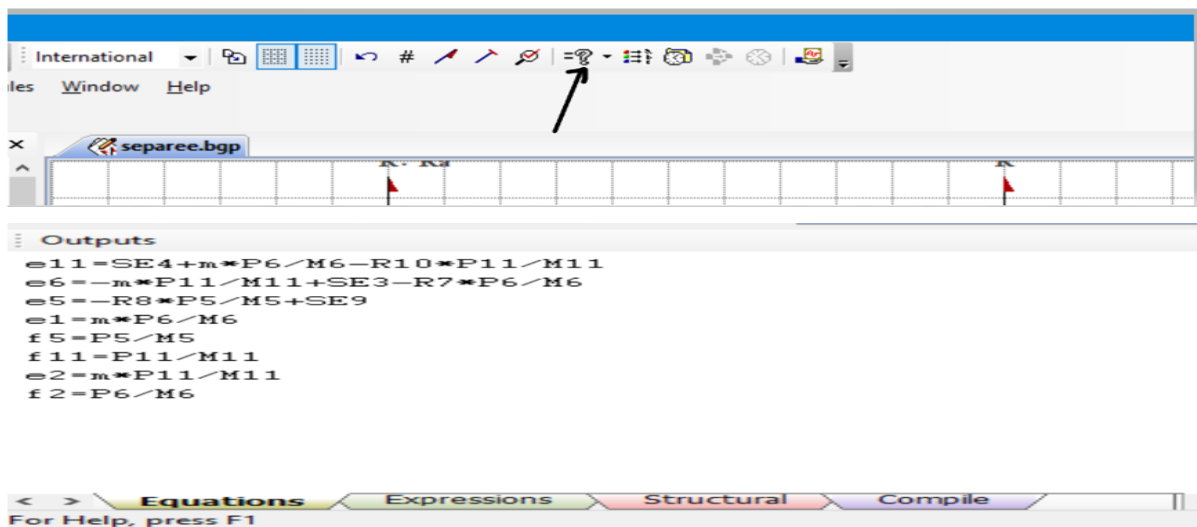 International
les Window Help
separee.bgp
Outputs
e11=SE4+m*P6/M6-R10*P11/M11
e6=-m*P11/M11+SE3-R7*P6/M6
e5=-R8*P5/M5+SE9
e1=m*P6/M6
f5=P5/M5
f11=P11/M11
e2=m*P11/M11
f2=P6/M6
Equations Expressions Structural Compile
For Help, press F1